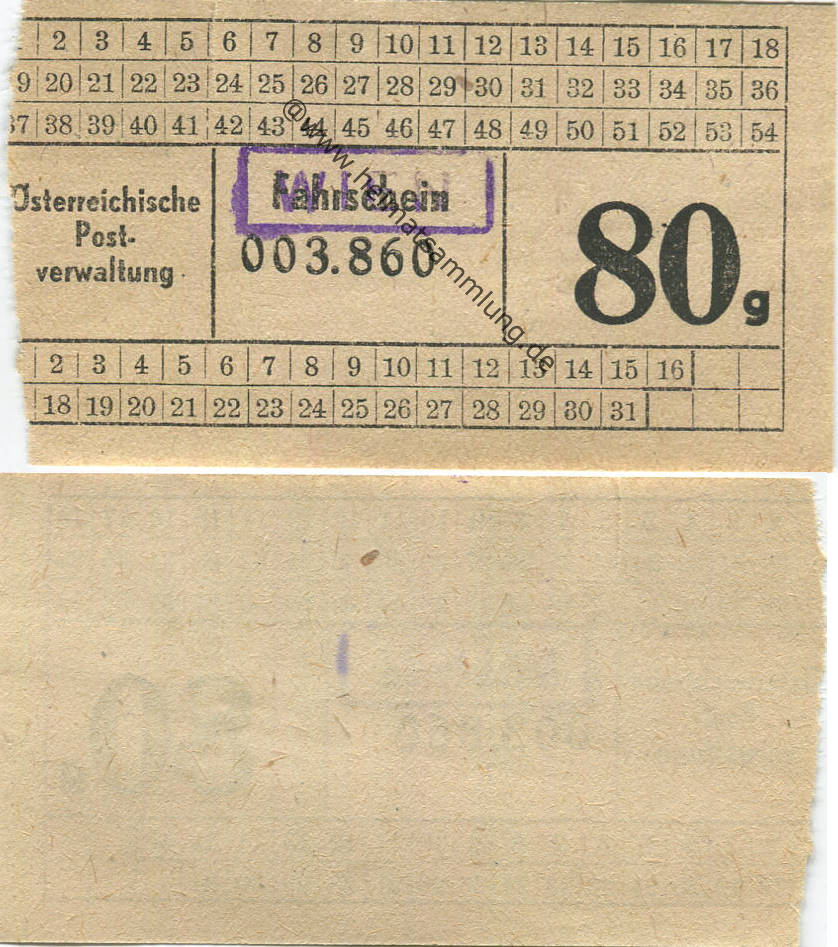 2 3 4 5 6 7 8 9 10 11 12 13 14 15 16 17 18
9 20 21 22 23 24 25 26 27 28 29 30 31 32 33 34 35 36
37 38 39 40 41 42 43 44 45 46 47 48 49 50 51 52 53 54
Österreichische
Post-
verwaltung
Fahrschein
003.860
80 g
2 3 4 5 6 7 8 9 10 11 12 13 14 15 16
18 19 20 21 22 23 24 25 26 27 28 29 30 31
@www.heimatsammlung.de